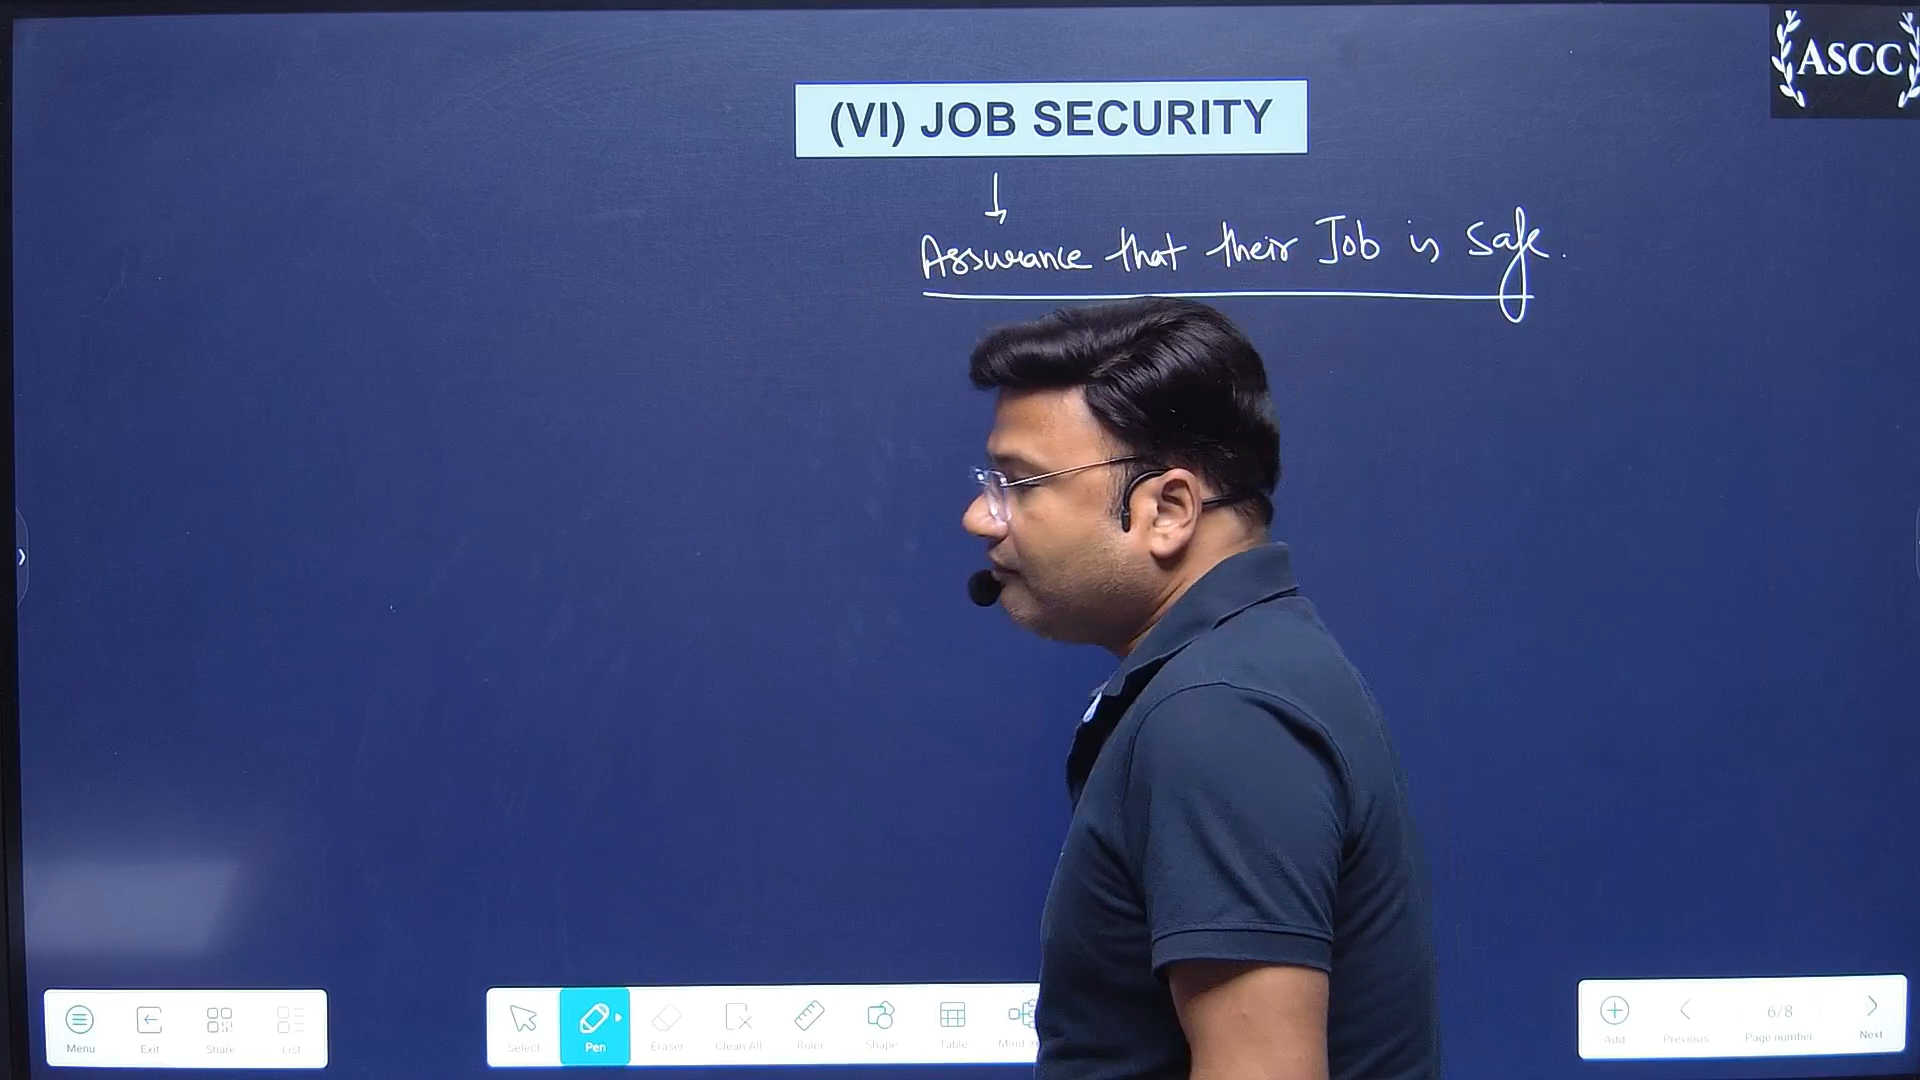 ASCC
(VI) JOB SECURITY
Assurance that their Job is safe.
Menu
Exit
Share
List
Select
Pen
Eraser
Clean All
Ruler
Shape
Table
Mind
Add
Previous
6/8
Page number
Next